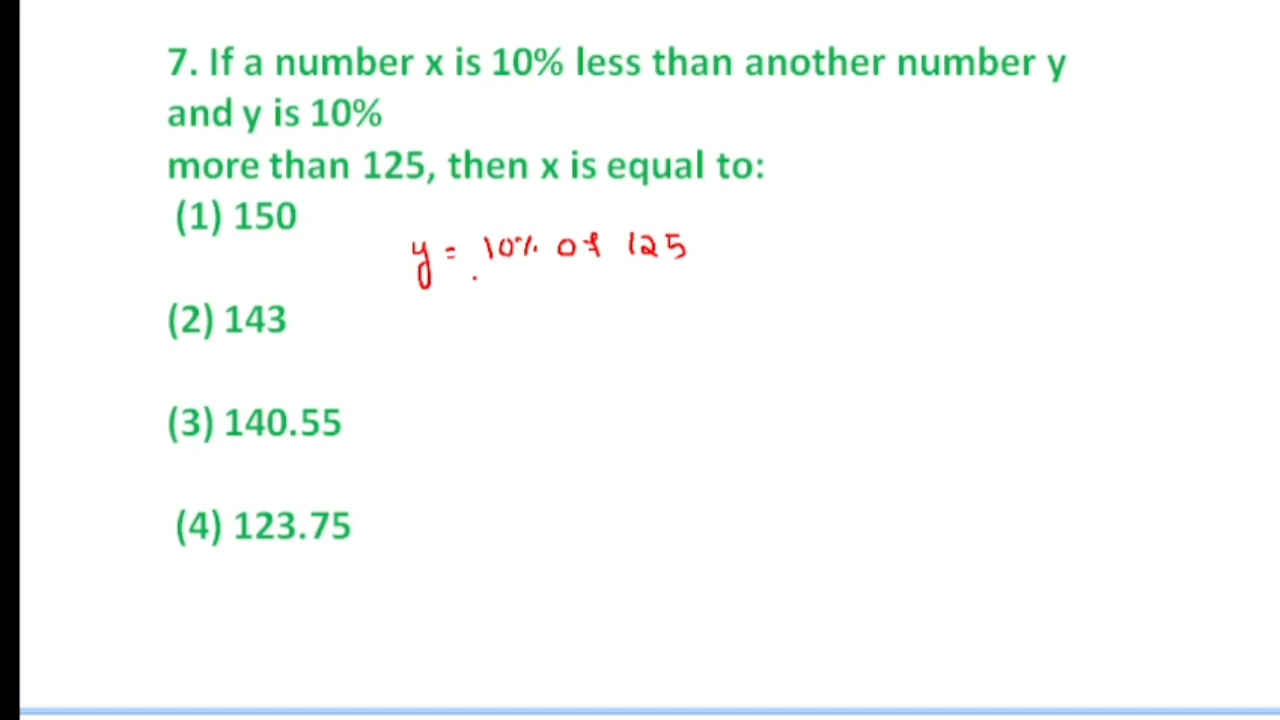 7. If a number x is 10% less than another number y
and y is 10%
more than 125, then x is equal to:
(1) 150
y = 10% of 125
(2) 143
(3) 140.55
(4) 123.75